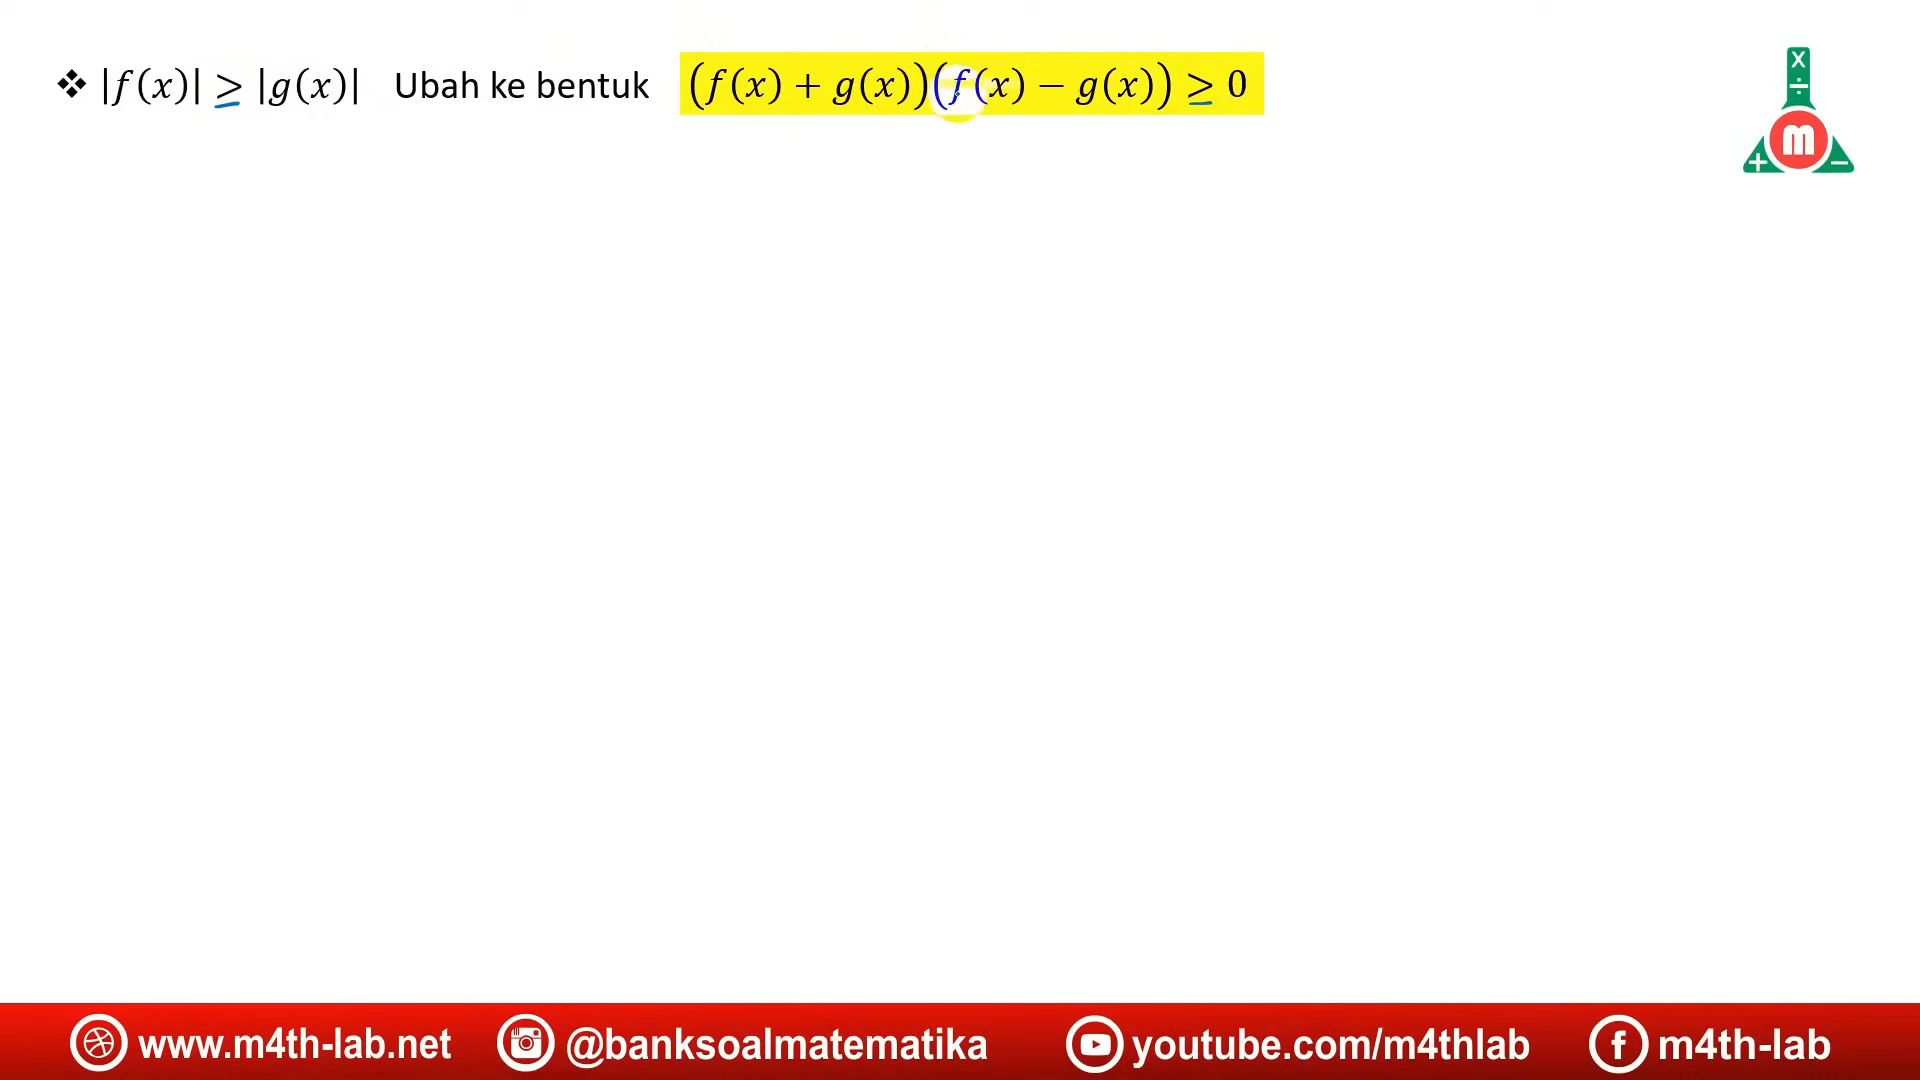 ❖ |f(x)| ≥ |g(x)| Ubah ke bentuk (f(x) + g(x))(f(x) − g(x)) ≥ 0
X
÷
m
+ −
www.m4th-lab.net @banksoalmatematika youtube.com/m4thlab m4th-lab